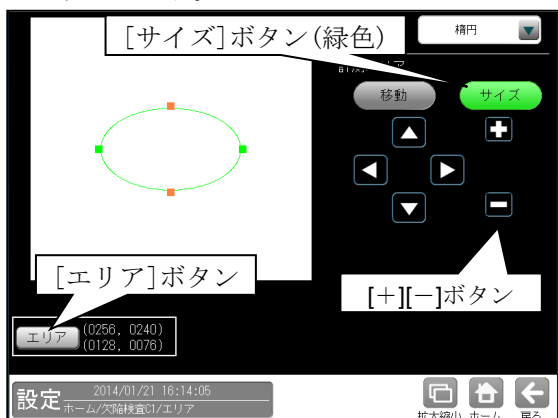 [サイズ]ボタン(緑色)
楕円
移動
サイズ
[エリア]ボタン
[＋][－]ボタン
エリア
(0256, 0240)
(0128, 0076)
設定
2014/01/21 16:14:05
ホーム/欠陥検査01/エリア
拡大縮小 ホーム 戻る